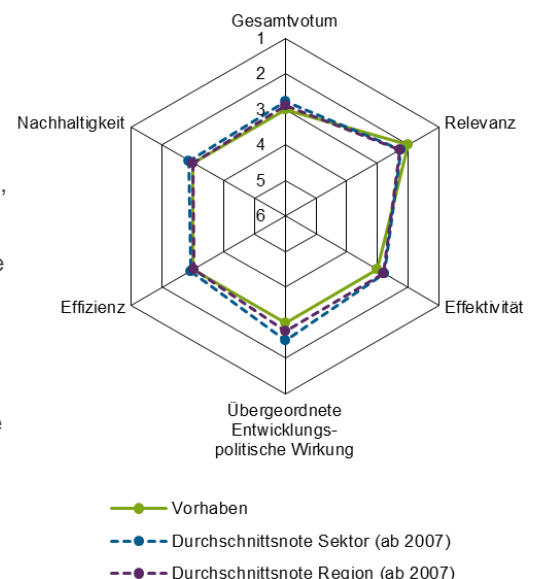 Gesamtvotum
1
2
3
4
5
6
Nachhaltigkeit
Relevanz
,
e
Effizienz
Effektivität
e
Übergeordnete
Entwicklungs-
politische Wirkung
Vorhaben
Durchschnittsnote Sektor (ab 2007)
Durchschnittsnote Region (ab 2007)